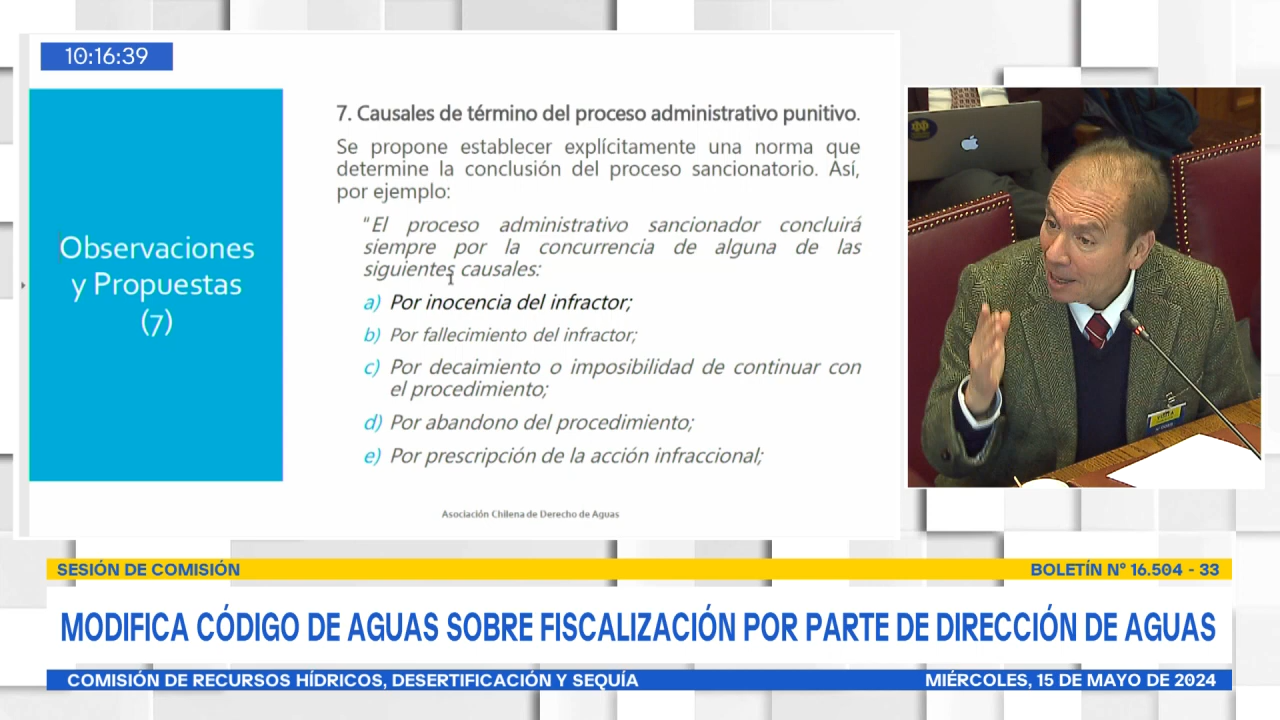 10:16:39
Observaciones
y Propuestas
(7)
7. Causales de término del proceso administrativo punitivo.
Se propone establecer explícitamente una norma que
determine la conclusión del proceso sancionatorio. Así,
por ejemplo:
"El proceso administrativo sancionador concluirá
siempre por la concurrencia de alguna de las
siguientes causales:
a) Por inocencia del infractor;
b) Por fallecimiento del infractor;
c) Por decaimiento o imposibilidad de continuar con
el procedimiento;
d) Por abandono del procedimiento;
e) Por prescripción de la acción infraccional;
Asociación Chilena de Derecho de Aguas
SESIÓN DE COMISIÓN
BOLETÍN Nº 16.504 - 33
MODIFICA CÓDIGO DE AGUAS SOBRE FISCALIZACIÓN POR PARTE DE DIRECCIÓN DE AGUAS
COMISIÓN DE RECURSOS HÍDRICOS, DESERTIFICACIÓN Y SEQUÍA
MIÉRCOLES, 15 DE MAYO DE 2024